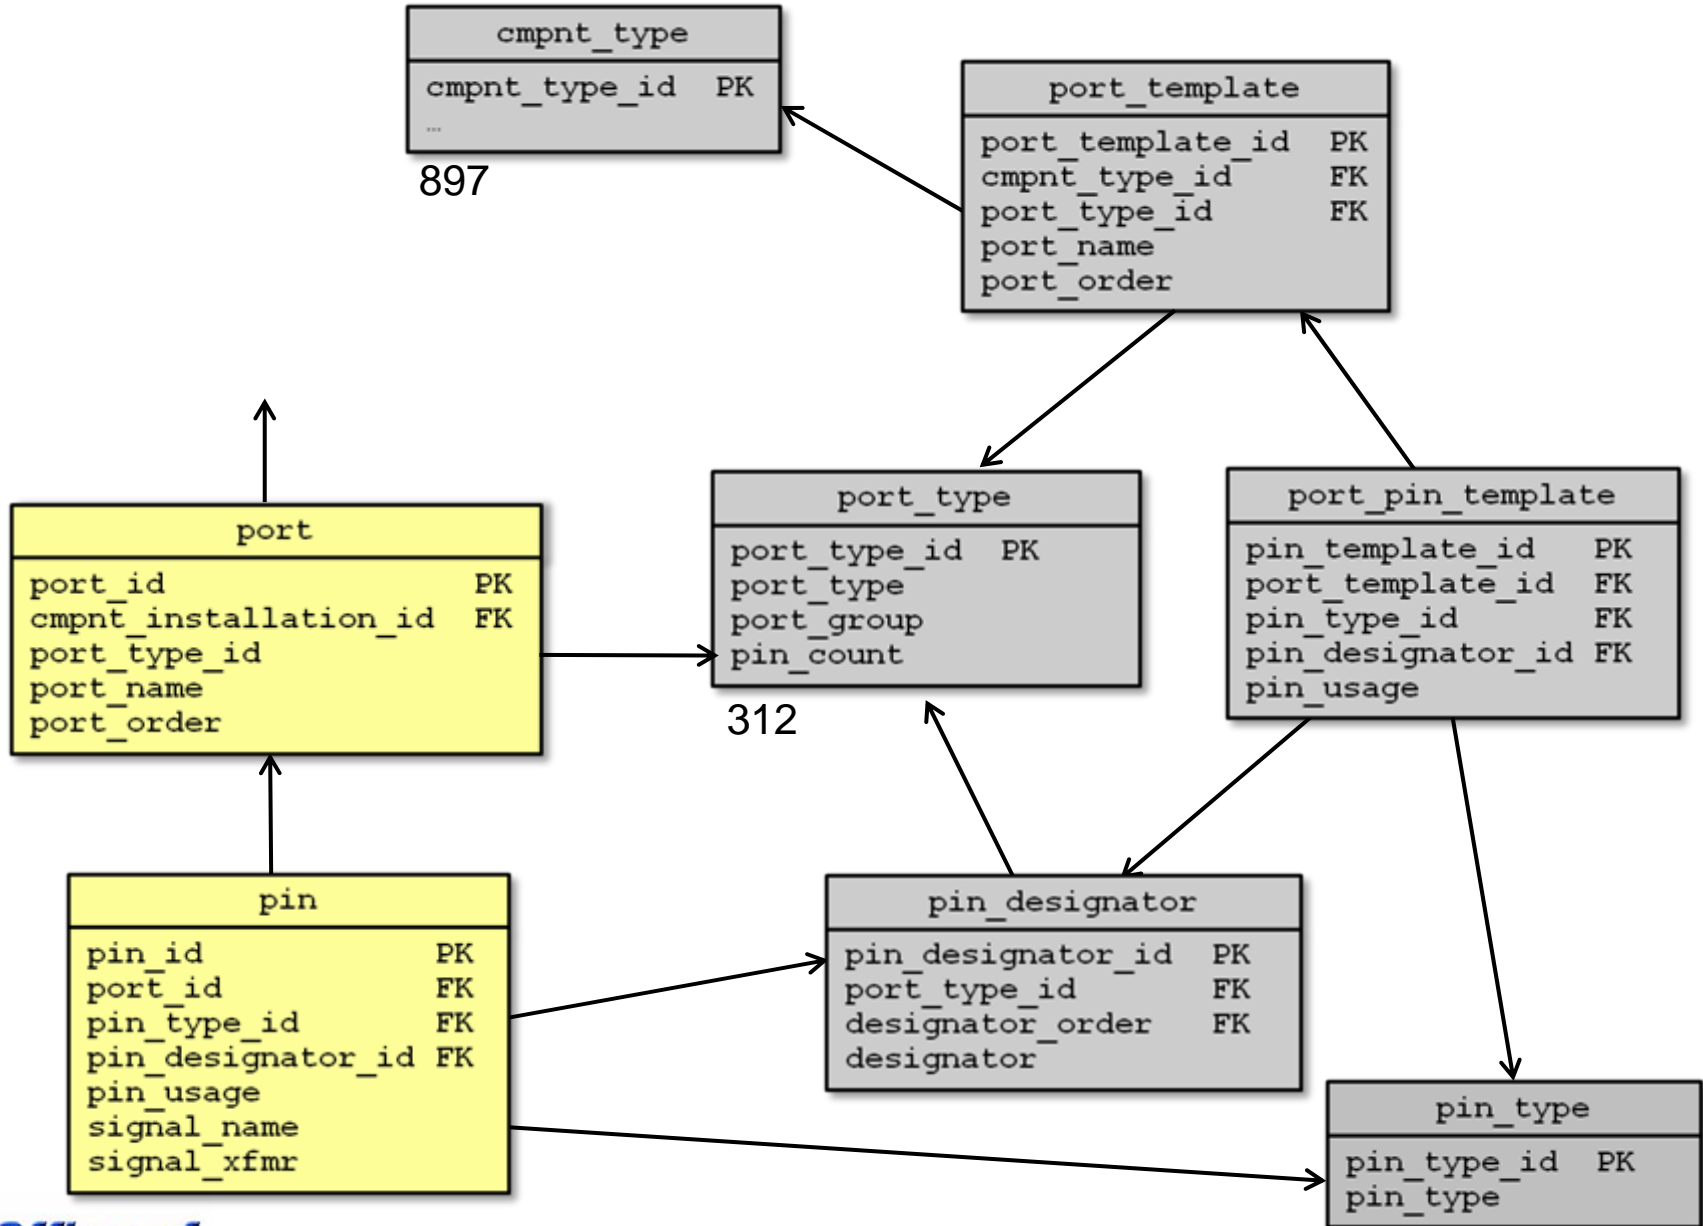 cmpnt_type
cmpnt_type_id PK
…
897
port_template
port_template_id PK
cmpnt_type_id FK
port_type_id FK
port_name
port_order
port
port_id PK
cmpnt_installation_id FK
port_type_id
port_name
port_order
port_type
port_type_id PK
port_type
port_group
pin_count
312
port_pin_template
pin_template_id PK
port_template_id FK
pin_type_id FK
pin_designator_id FK
pin_usage
pin
pin_id PK
port_id FK
pin_type_id FK
pin_designator_id FK
pin_usage
signal_name
signal_xfmr
pin_designator
pin_designator_id PK
port_type_id FK
designator_order FK
designator
pin_type
pin_type_id PK
pin_type